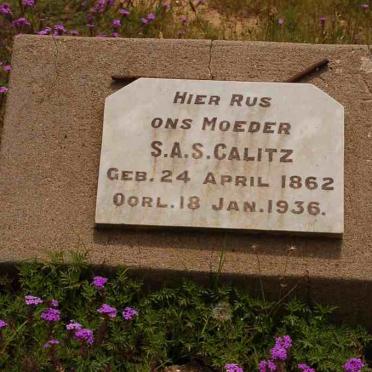 Hier Rus
ons Moeder
S.A.S. Calitz
Geb. 24 April 1862
Oorl. 18 Jan. 1936.